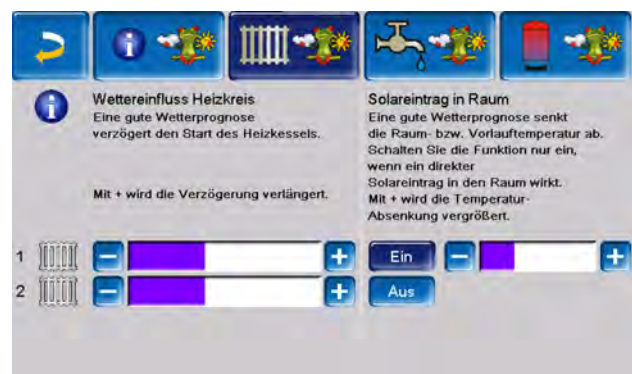 Wettereinfluss Heizkreis
Eine gute Wetterprognose
verzögert den Start des Heizkessels.
Mit + wird die Verzögerung verlängert.
Solareintrag in Raum
Eine gute Wetterprognose senkt
die Raum- bzw. Vorlauftemperatur ab.
Schalten Sie die Funktion nur ein,
wenn ein direkter
Solareintrag in den Raum wirkt.
Mit + wird die Temperatur-
Absenkung vergrößert.
1 Ein
2 Aus